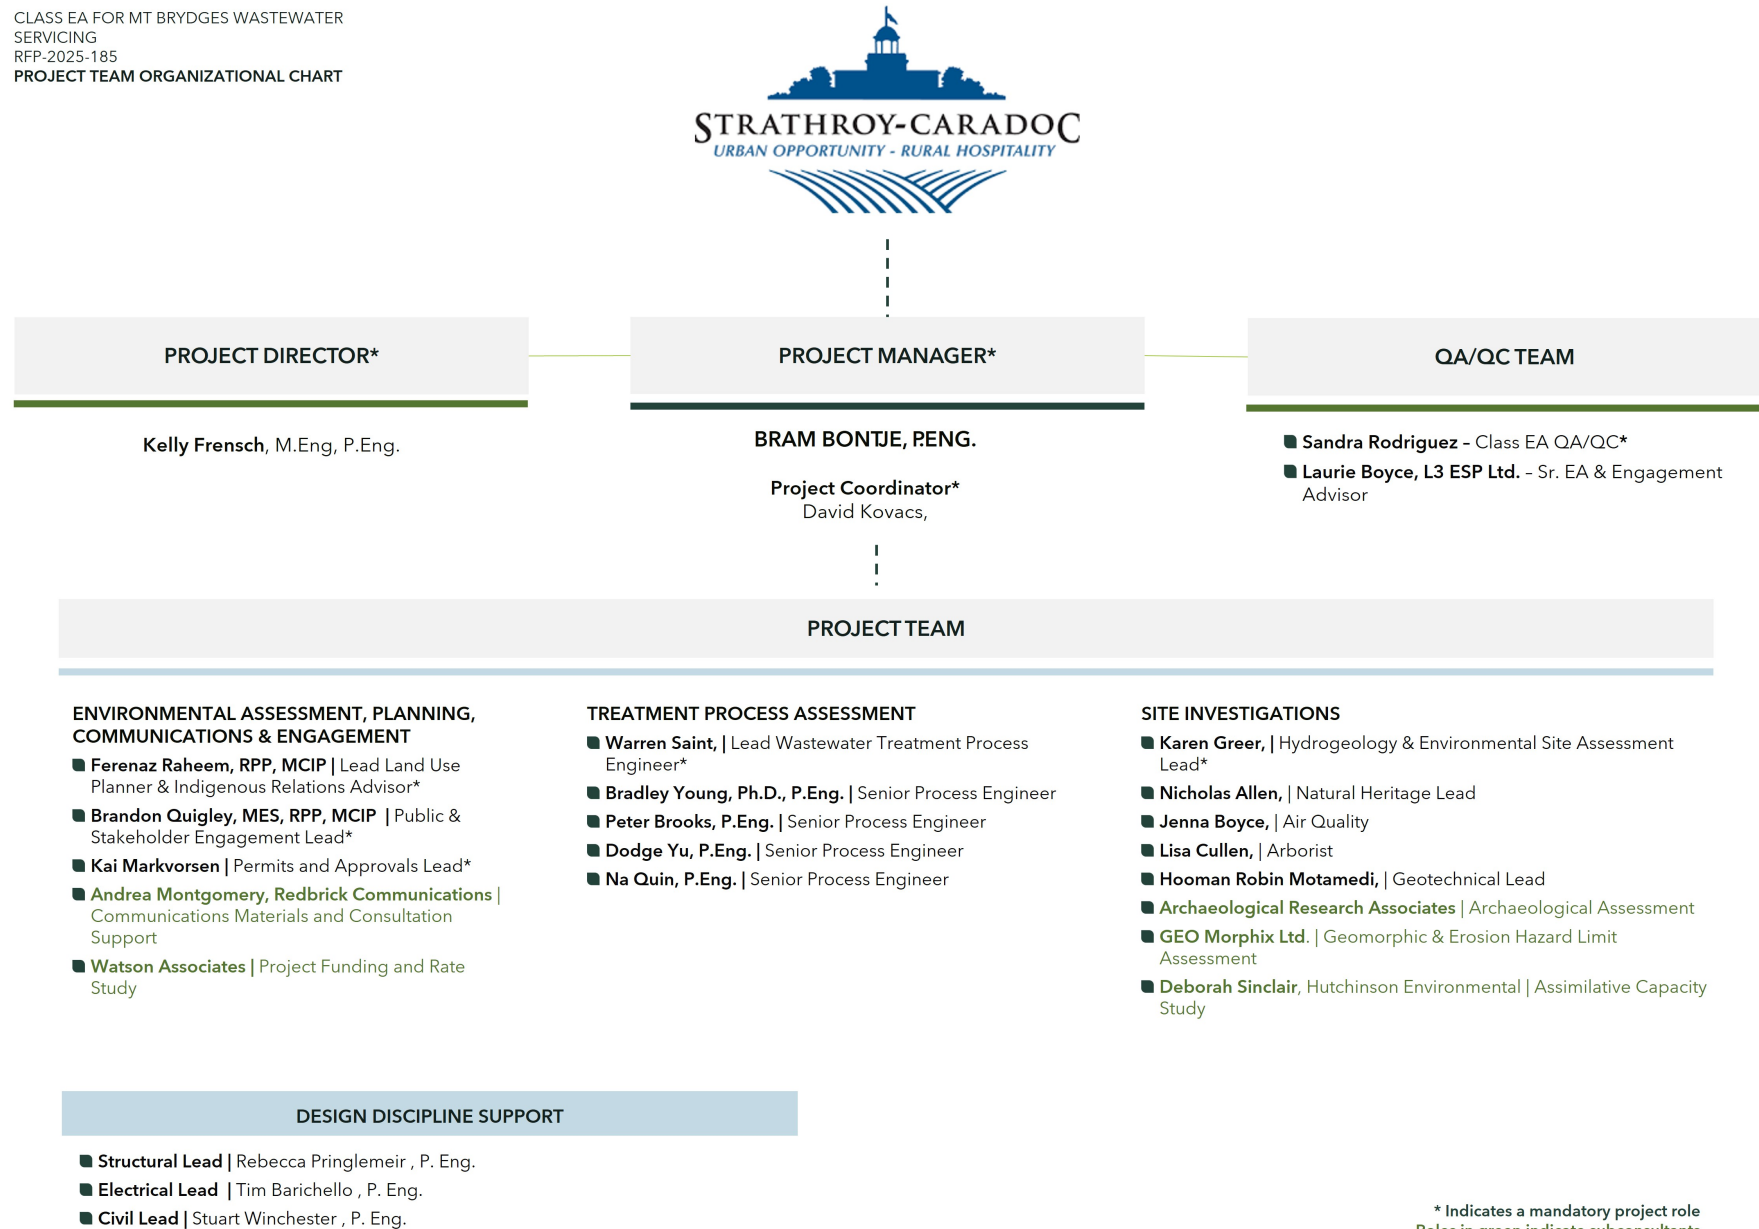 CLASS EA FOR MT BRYDGES WASTEWATER
SERVICING
RFP-2025-185
PROJECT TEAM ORGANIZATIONAL CHART
STRATHROY-CARADOC
URBAN OPPORTUNITY - RURAL HOSPITALITY
PROJECT DIRECTOR*
Kelly Frensch, M.Eng, P.Eng.
PROJECT MANAGER*
BRAM BONTJE, P.ENG.
Project Coordinator*
David Kovacs,
QA/QC TEAM
Sandra Rodriguez – Class EA QA/QC*
Laurie Boyce, L3 ESP Ltd. – Sr. EA & Engagement
Advisor
PROJECT TEAM
ENVIRONMENTAL ASSESSMENT, PLANNING,
COMMUNICATIONS & ENGAGEMENT
Ferenaz Raheem, RPP, MCIP | Lead Land Use
Planner & Indigenous Relations Advisor*
Brandon Quigley, MES, RPP, MCIP | Public &
Stakeholder Engagement Lead*
Kai Markvorsen | Permits and Approvals Lead*
Andrea Montgomery, Redbrick Communications |
Communications Materials and Consultation
Support
Watson Associates | Project Funding and Rate
Study
TREATMENT PROCESS ASSESSMENT
Warren Saint, | Lead Wastewater Treatment Process
Engineer*
Bradley Young, Ph.D., P.Eng. | Senior Process Engineer
Peter Brooks, P.Eng. | Senior Process Engineer
Dodge Yu, P.Eng. | Senior Process Engineer
Na Quin, P.Eng. | Senior Process Engineer
SITE INVESTIGATIONS
Karen Greer, | Hydrogeology & Environmental Site Assessment
Lead*
Nicholas Allen, | Natural Heritage Lead
Jenna Boyce, | Air Quality
Lisa Cullen, | Arborist
Hooman Robin Motamedi, | Geotechnical Lead
Archaeological Research Associates | Archaeological Assessment
GEO Morphix Ltd. | Geomorphic & Erosion Hazard Limit
Assessment
Deborah Sinclair, Hutchinson Environmental | Assimilative Capacity
Study
DESIGN DISCIPLINE SUPPORT
Structural Lead | Rebecca Pringlemeir , P. Eng.
Electrical Lead | Tim Barichello , P. Eng.
Civil Lead | Stuart Winchester , P. Eng.
* Indicates a mandatory project role
Roles in green indicate subconsultants